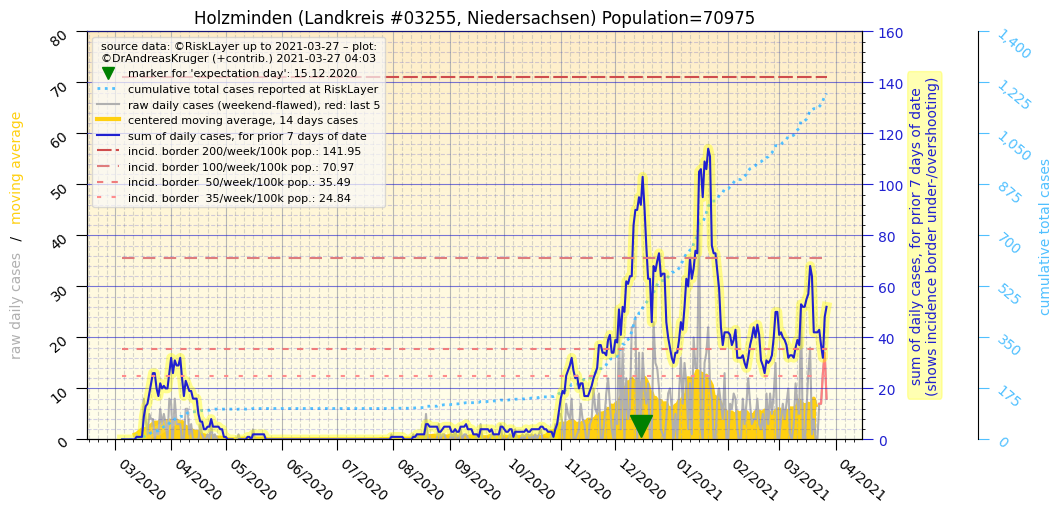 Holzminden (Landkreis #03255, Niedersachsen) Population=70975
source data: ©RiskLayer up to 2021-03-27 – plot:
©DrAndreasKruger (+contrib.) 2021-03-27 04:03
marker for 'expectation day': 15.12.2020
cumulative total cases reported at RiskLayer
raw daily cases (weekend-flawed), red: last 5
centered moving average, 14 days cases
sum of daily cases, for prior 7 days of date
incid. border 200/week/100k pop.: 141.95
incid. border 100/week/100k pop.: 70.97
incid. border  50/week/100k pop.: 35.49
incid. border  35/week/100k pop.: 24.84
raw daily cases / moving average
80
70
60
50
40
30
20
10
0
03/2020
04/2020
05/2020
06/2020
07/2020
08/2020
09/2020
10/2020
11/2020
12/2020
01/2021
02/2021
03/2021
04/2021
160
140
120
100
80
60
40
20
0
sum of daily cases, for prior 7 days of date
(shows incidence border under-/overshooting)
1,400
1,225
1,050
875
700
525
350
175
0
cumulative total cases